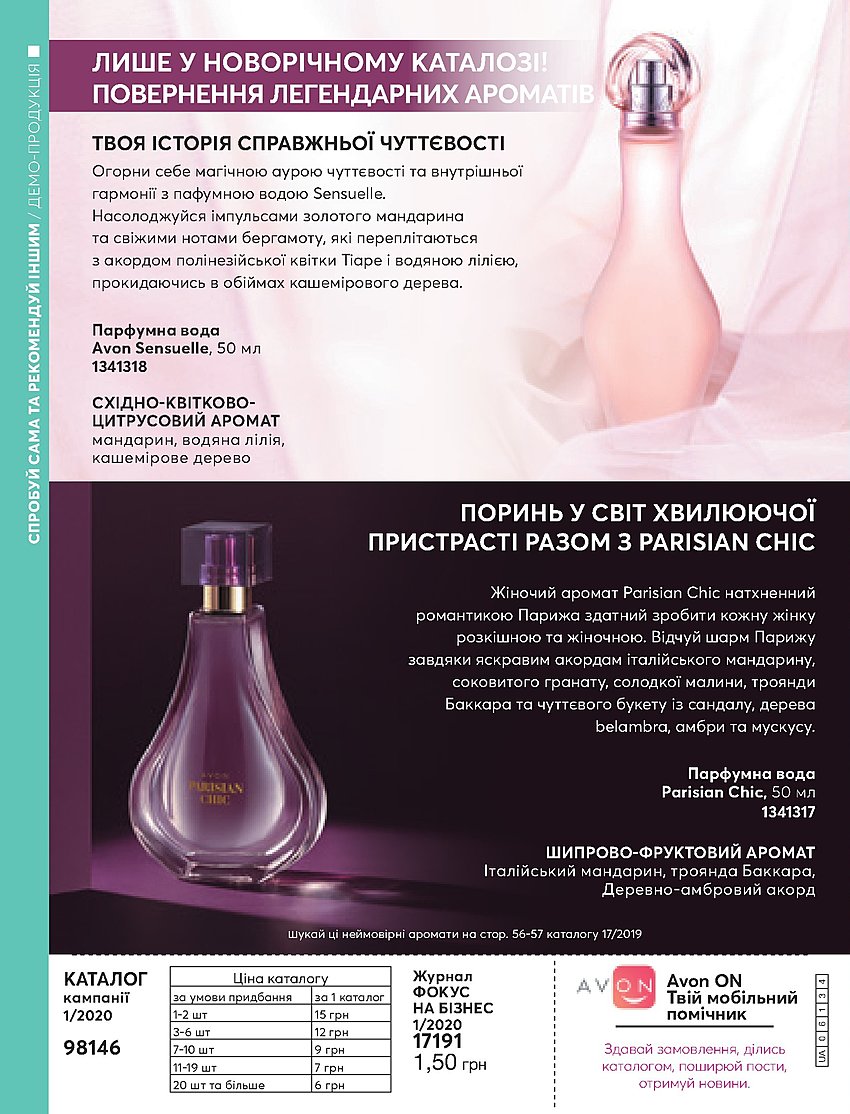 СПРОБУЙ САМА ТА РЕКОМЕНДУЙ ІНШИМ / ДЕМО-ПРОДУКЦІЯ
ЛИШЕ У НОВОРІЧНОМУ КАТАЛОЗІ!
ПОВЕРНЕННЯ ЛЕГЕНДАРНИХ АРОМАТІВ
ТВОЯ ІСТОРІЯ СПРАВЖНЬОЇ ЧУТТЄВОСТІ
Огорни себе магічною аурою чуттєвості та внутрішньої
гармонії з пафумною водою Sensuelle.
Насолоджуйся імпульсами золотого мандарина
та свіжими нотами бергамоту, які переплітаються
з акордом полінезійської квітки Тіаре і водяною лілією,
прокидаючись в обіймах кашемірового дерева.
Парфумна вода
Avon Sensuelle, 50 мл
1341318
СХІДНО-КВІТКОВО-
ЦИТРУСОВИЙ АРОМАТ
мандарин, водяна лілія,
кашемірове дерево
ПОРИНЬ У СВІТ ХВИЛЮЮЧОЇ
ПРИСТРАСТІ РАЗОМ З PARISIAN CHIC
Жіночий аромат Parisian Chic натхненний
романтикою Парижа здатний зробити кожну жінку
розкішною та жіночною. Відчуй шарм Парижу
завдяки яскравим акордам італійського мандарину,
соковитого гранату, солодкої малини, троянди
Баккара та чуттєвого букету із сандалу, дерева
belambra, амбри та мускусу.
AVON
PARISIAN
CHIC
Парфумна вода
Parisian Chic, 50 мл
1341317
ШИПРОВО-ФРУКТОВИЙ АРОМАТ
Італійський мандарин, троянда Баккара,
Деревно-амбровий акорд
Шукай ці неймовірні аромати на стор. 56-57 каталогу 17/2019
КАТАЛОГ
кампанії
1/2020
98146
Ціна каталогу
за умови придбання за 1 каталог
1-2 шт 15 грн
3-6 шт 12 грн
7-10 шт 9 грн
11-19 шт 7 грн
20 шт та більше 6 грн
Журнал
ФОКУС
НА БІЗНЕС
1/2020
17191
1,50 грн
AVON
Avon ON
Твій мобільний
помічник
Здавай замовлення, ділись
каталогом, поширюй пости,
отримуй новини.
UA 0 6 1 3 4